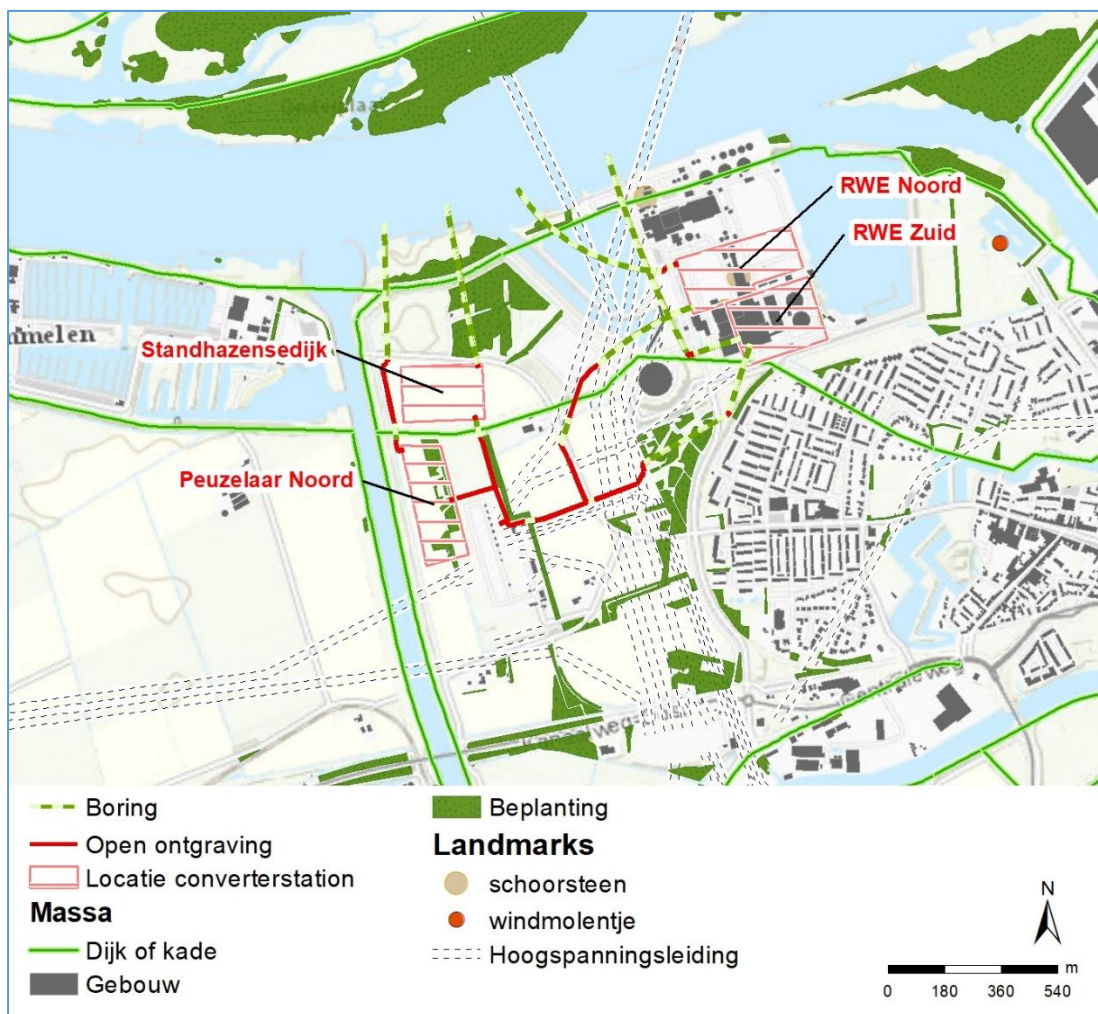 RWE Noord
RWE Zuid
mmelen
Standhazensedijk
Peuzelaar Noord
Centraleweg
Boring
Open ontgraving
Locatie converterstation
Massa
Dijk of kade
Gebouw
Beplanting
Landmarks
schoorsteen
windmolentje
Hoogspanningsleiding
N
m
0 180 360 540